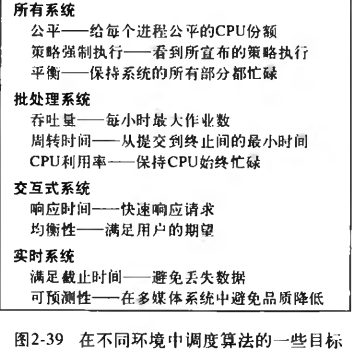 所有系统
公平——给每个进程公平的CPU份额
策略强制执行——看到所宣布的策略执行
平衡——保持系统的所有部分都忙碌
批处理系统
吞吐量——每小时最大作业数
周转时间——从提交到终止间的最小时间
CPU利用率——保持CPU始终忙碌
交互式系统
响应时间——快速响应请求
均衡性——满足用户的期望
实时系统
满足截止时间——避免丢失数据
可预测性——在多媒体系统中避免品质降低
图2-39 在不同环境中调度算法的一些目标